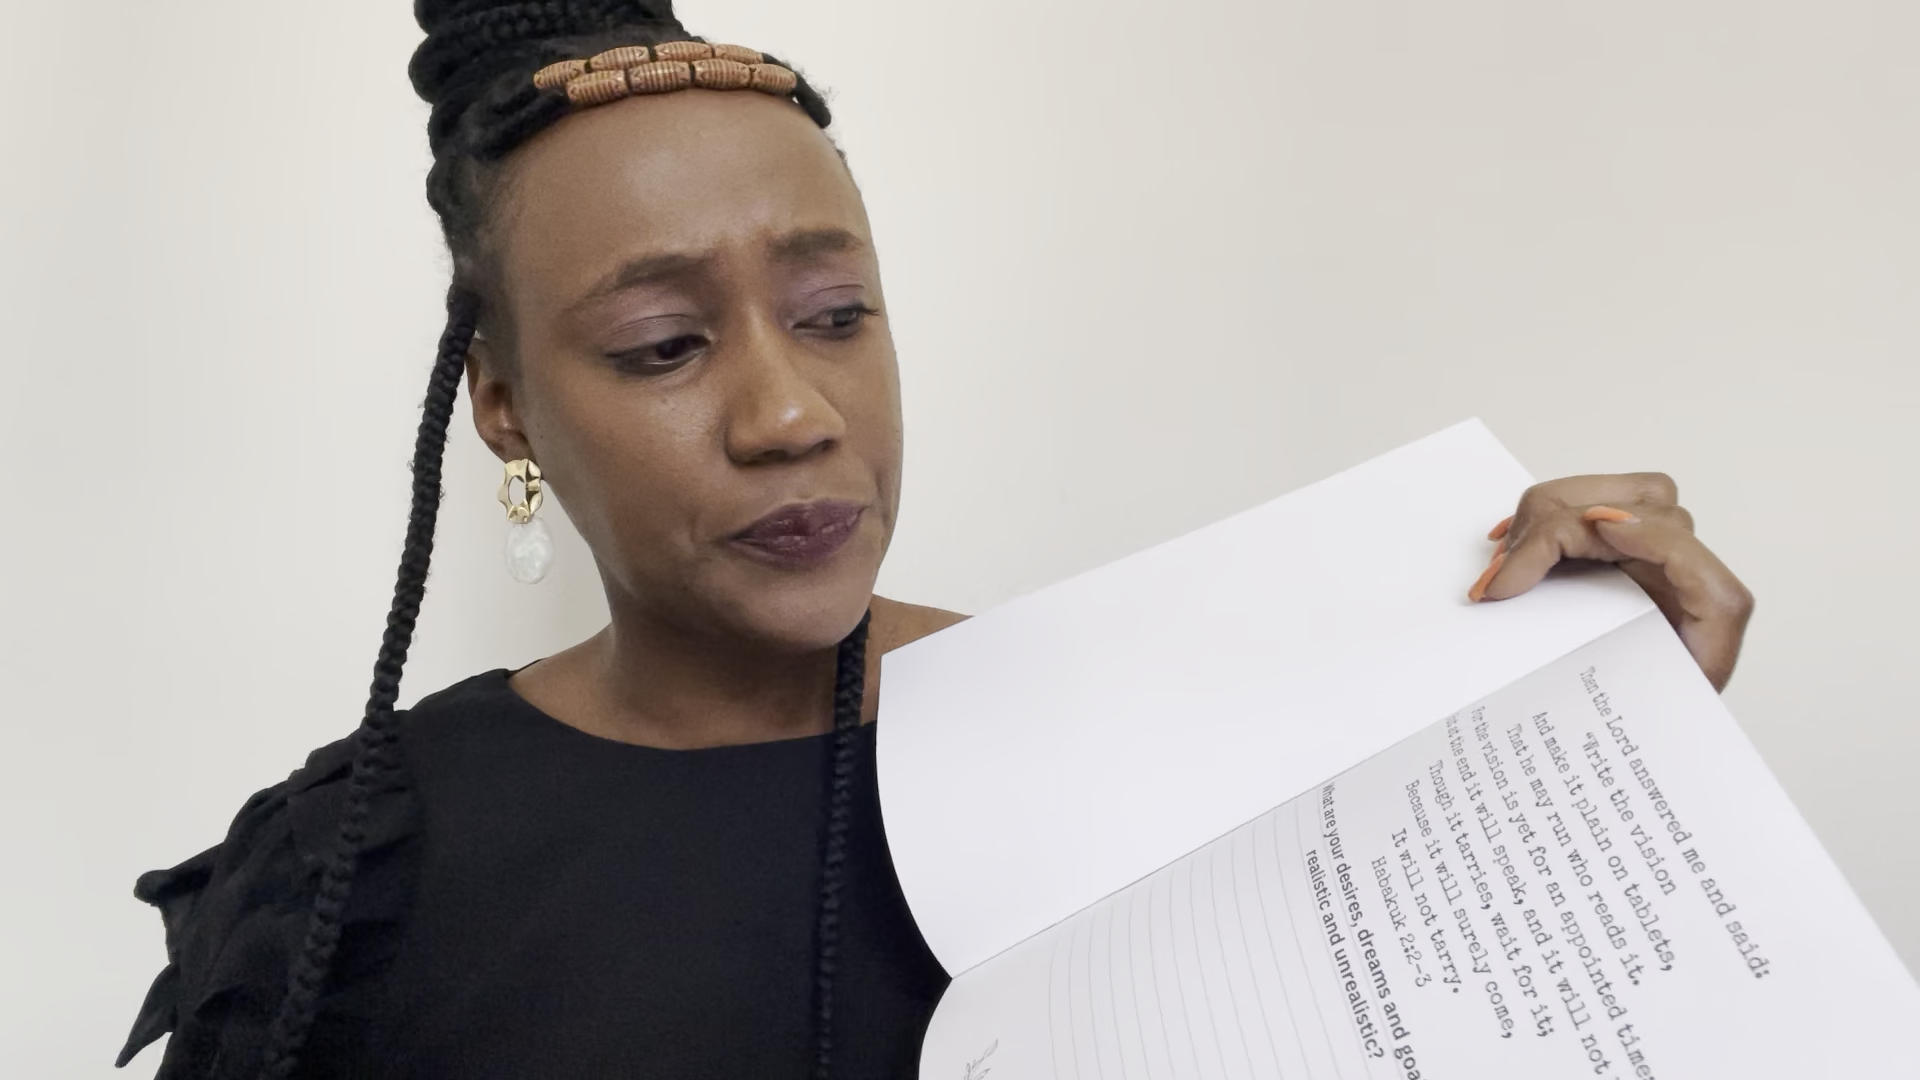 Then the Lord answered me and said:
“Write the vision
And make it plain on tablets,
That he may run who reads it.
For the vision is yet for an appointed time;
But at the end it will speak, and it will not
Though it tarries, wait for it;
Because it will surely come,
It will not tarry.
Habakuk 2:2-3
What are your desires, dreams and goa
realistic and unrealistic?